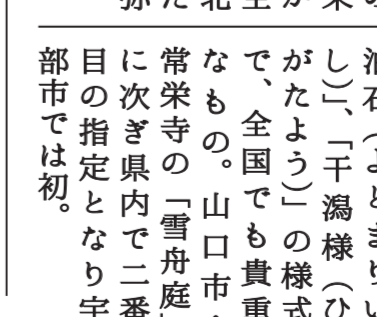 泊石（よどまりい
し）」、「干潟様（ひ
がたよう）」の様式
で、全国でも貴重
なもの。山口市・
常栄寺の「雪舟庭」
に次ぎ県内で二番
目の指定となり宇
部市では初。